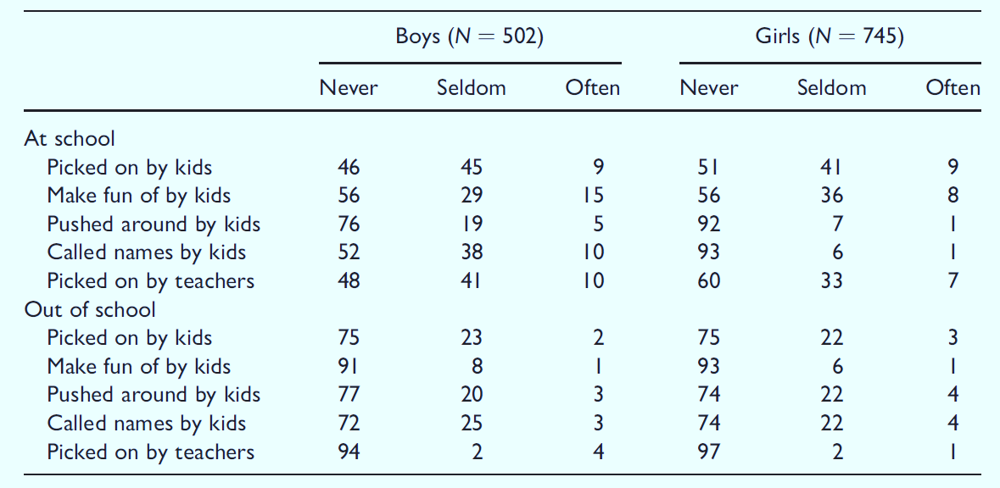 Boys (N = 502) Girls (N = 745)
Never Seldom Often Never Seldom Often
At school
Picked on by kids 46 45 9 51 41 9
Make fun of by kids 56 29 15 56 36 8
Pushed around by kids 76 19 5 92 7 1
Called names by kids 52 38 10 93 6 1
Picked on by teachers 48 41 10 60 33 7
Out of school
Picked on by kids 75 23 2 75 22 3
Make fun of by kids 91 8 1 93 6 1
Pushed around by kids 77 20 3 74 22 4
Called names by kids 72 25 3 74 22 4
Picked on by teachers 94 2 4 97 2 1